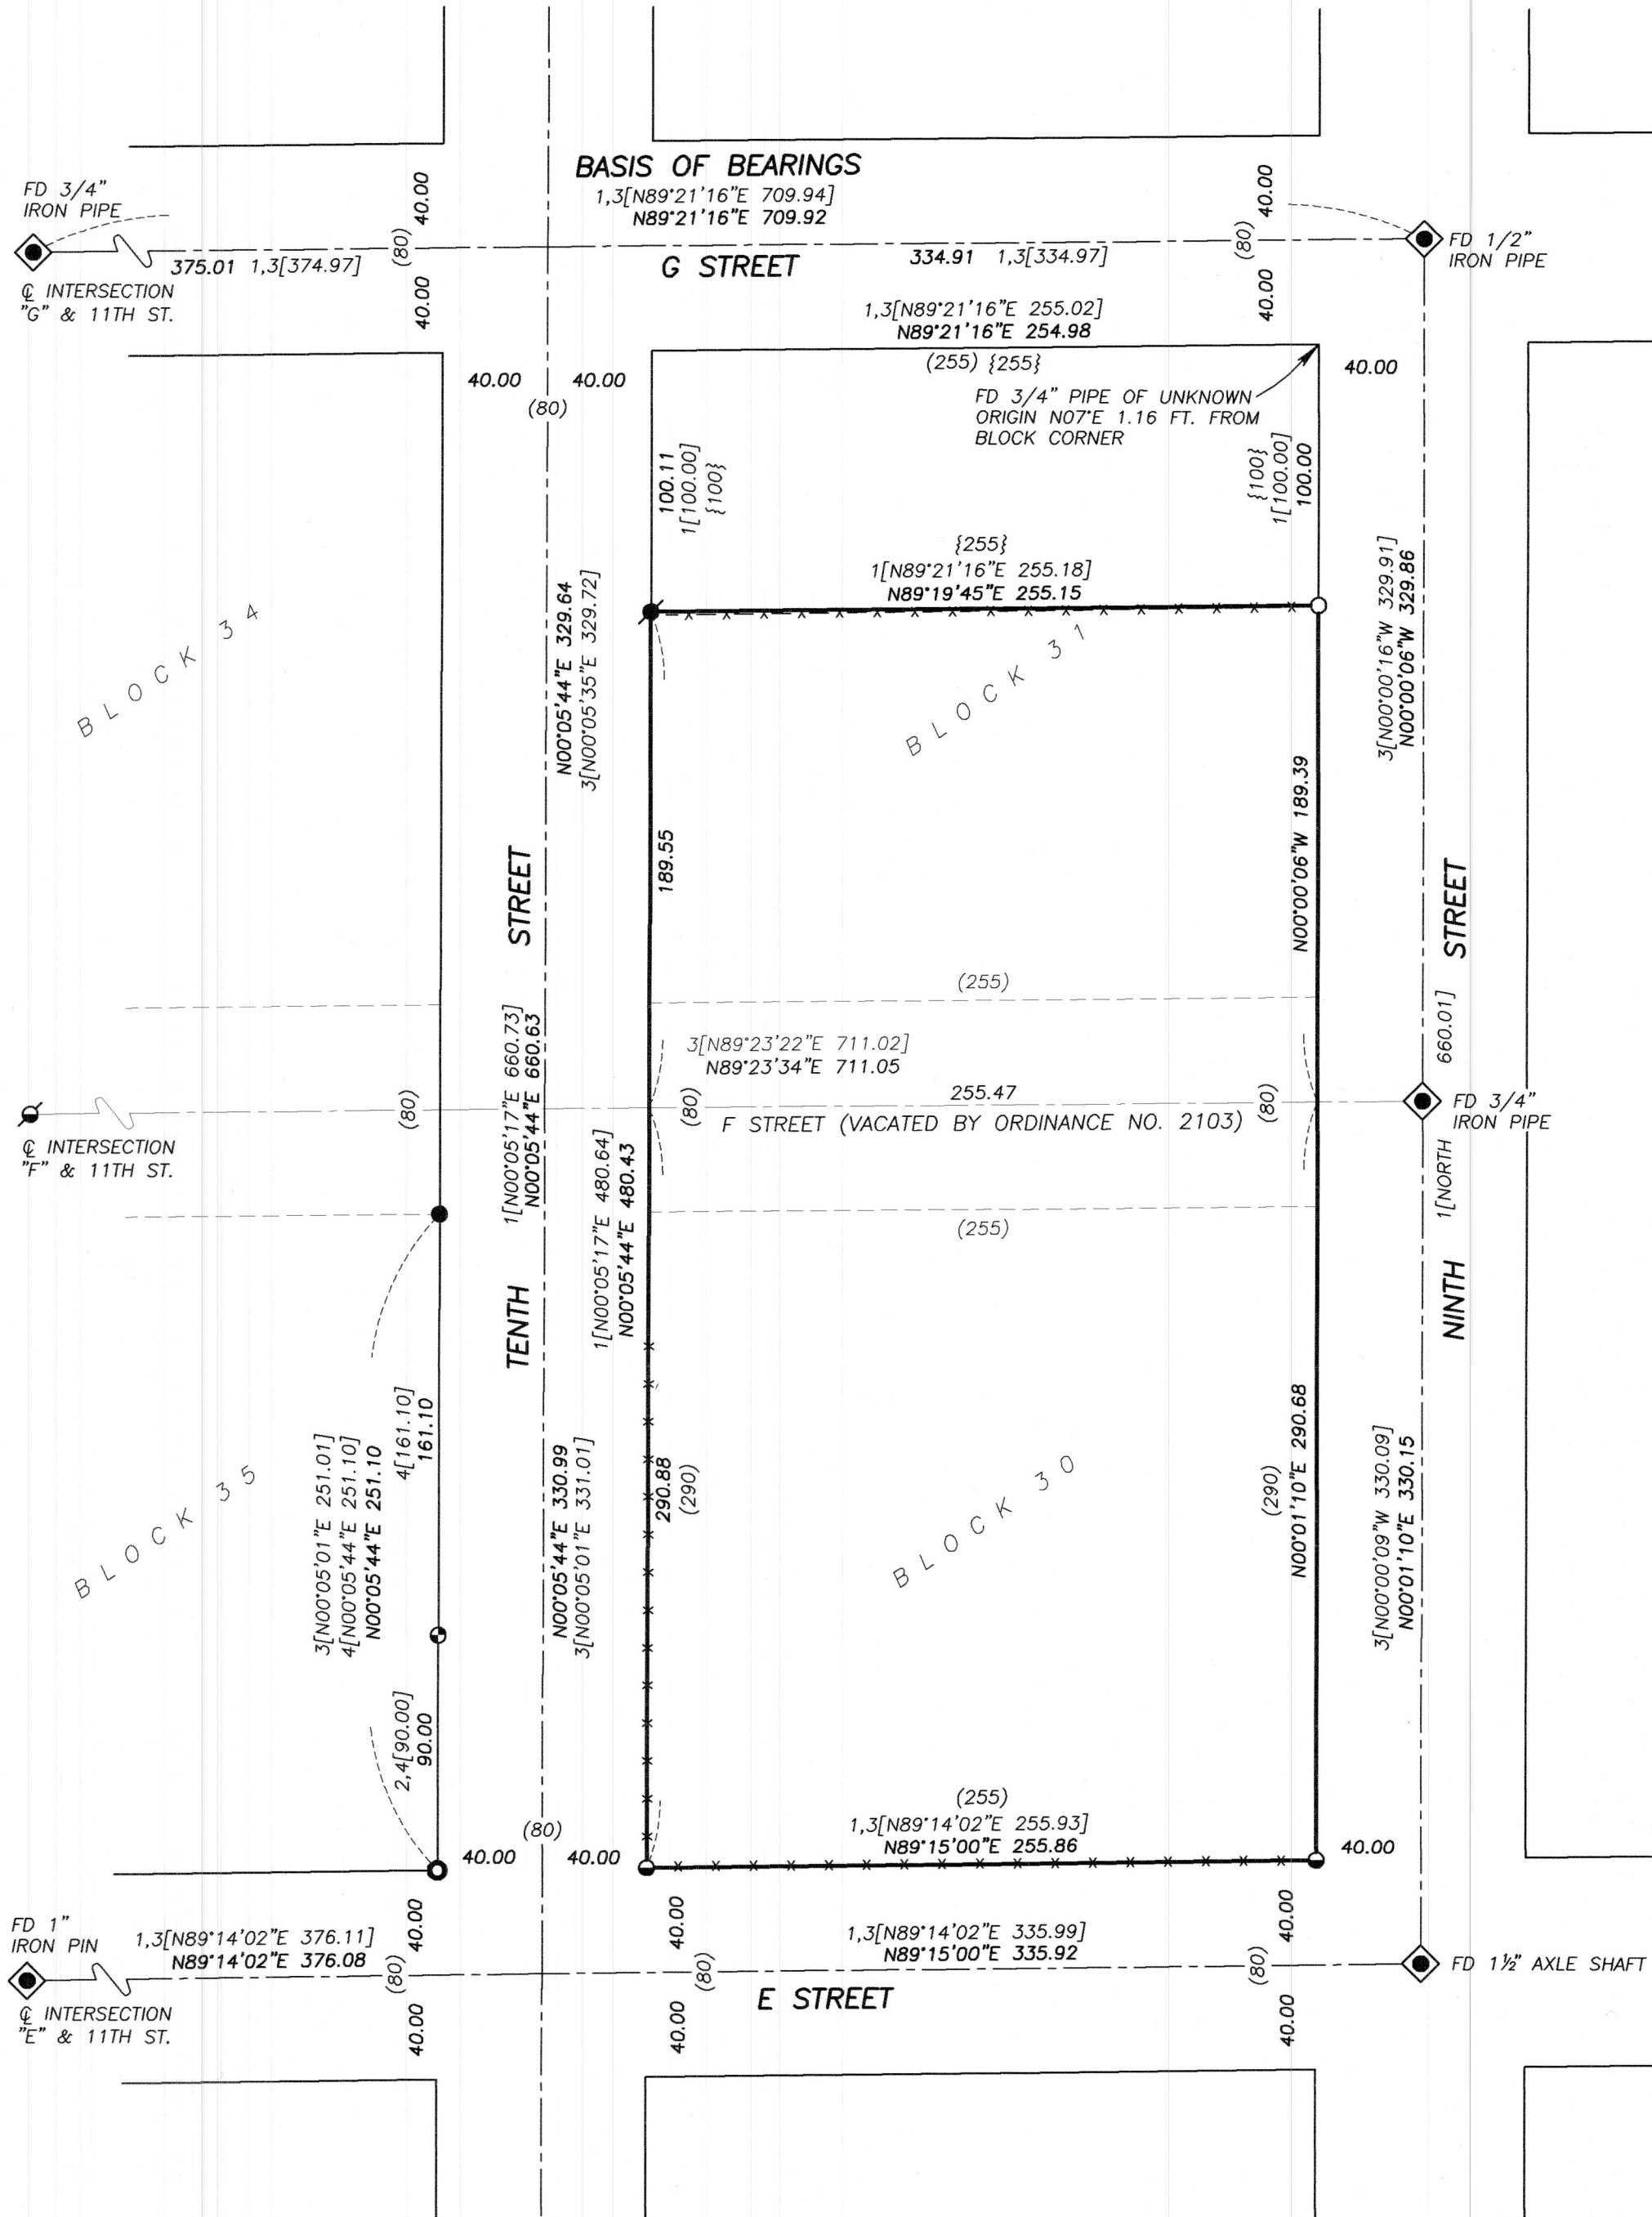 BASIS OF BEARINGS
1,3[N89°21'16"E 709.94]
N89°21'16"E 709.92
FD 3/4"
IRON PIPE
40.00
(80)
40.00
40.00
(80)
40.00
FD 1/2"
IRON PIPE
375.01 1,3[374.97]
G STREET
334.91 1,3[334.97]
℄ INTERSECTION
"G" & 11TH ST.
1,3[N89°21'16"E 255.02]
N89°21'16"E 254.98
(255) {255}
40.00
40.00
(80)
40.00
FD 3/4" PIPE OF UNKNOWN
ORIGIN N07°E 1.16 FT. FROM
BLOCK CORNER
100.11
1[100.00]
{100}
{100}
1[100.00]
100.00
{255}
1[N89°21'16"E 255.18]
N89°19'45"E 255.15
N00°05'44"E 329.64
3[N00°05'35"E 329.72]
3[N00°00'16"W 329.91]
N00°00'06"W 329.86
BLOCK 34
BLOCK 31
189.55
N00°00'06"W 189.39
TENTH STREET
NINTH STREET
(255)
1[N00°05'17"E 660.73]
N00°05'44"E 660.63
3[N89°23'22"E 711.02]
N89°23'34"E 711.05
255.47
(80)
(80)
(80)
F STREET (VACATED BY ORDINANCE NO. 2103)
1[NORTH 660.01]
FD 3/4"
IRON PIPE
℄ INTERSECTION
"F" & 11TH ST.
1[N00°05'17"E 480.64]
N00°05'44"E 480.43
(255)
4[161.10]
161.10
3[N00°05'01"E 251.01]
4[N00°05'44"E 251.10]
N00°05'44"E 251.10
N00°05'44"E 330.99
3[N00°05'01"E 331.01]
290.88
(290)
(290)
N00°01'10"E 290.68
3[N00°00'09"W 330.09]
N00°01'10"E 330.15
BLOCK 35
BLOCK 30
2,4[90.00]
90.00
(255)
1,3[N89°14'02"E 255.93]
N89°15'00"E 255.86
(80)
40.00
40.00
40.00
FD 1"
IRON PIN
1,3[N89°14'02"E 376.11]
N89°14'02"E 376.08
40.00
(80)
40.00
40.00
(80)
40.00
1,3[N89°14'02"E 335.99]
N89°15'00"E 335.92
40.00
(80)
40.00
FD 1½" AXLE SHAFT
E STREET
℄ INTERSECTION
"E" & 11TH ST.